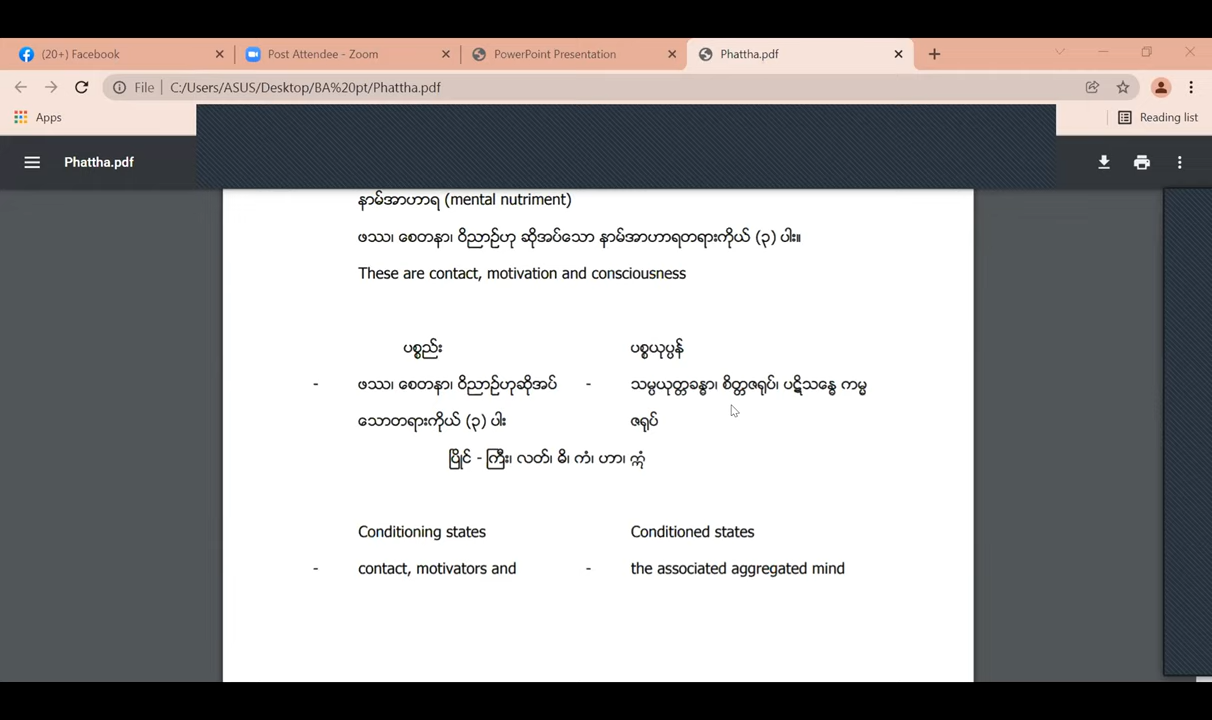 (20+) Facebook
Post Attendee - Zoom
PowerPoint Presentation
Phattha.pdf
File
C:/Users/ASUS/Desktop/BA%20pt/Phattha.pdf
Apps
Reading list
Phattha.pdf
နာမ်အာဟာရ (mental nutriment)
ဖဿ၊ စေတနာ၊ ဝိညာဉ်ဟု ဆိုအပ်သော နာမ်အာဟာရတရားကိုယ် (၃) ပါး။
These are contact, motivation and consciousness
ပစ္စည်း ပစ္စယုပ္ပန်
- ဖဿ၊ စေတနာ၊ ဝိညာဉ်ဟုဆိုအပ် - သမ္ပယုတ္တခန္ဓာ၊ စိတ္တဇရုပ်၊ ပဋိသန္ဓေ ကမ္မ
သောတရားကိုယ် (၃) ပါး ဇရုပ်
ပြိုင် - ကြီး၊ လတ်၊ ဓိ၊ ကံ၊ ဟာ၊ ဣံ
Conditioning states Conditioned states
- contact, motivators and - the associated aggregated mind